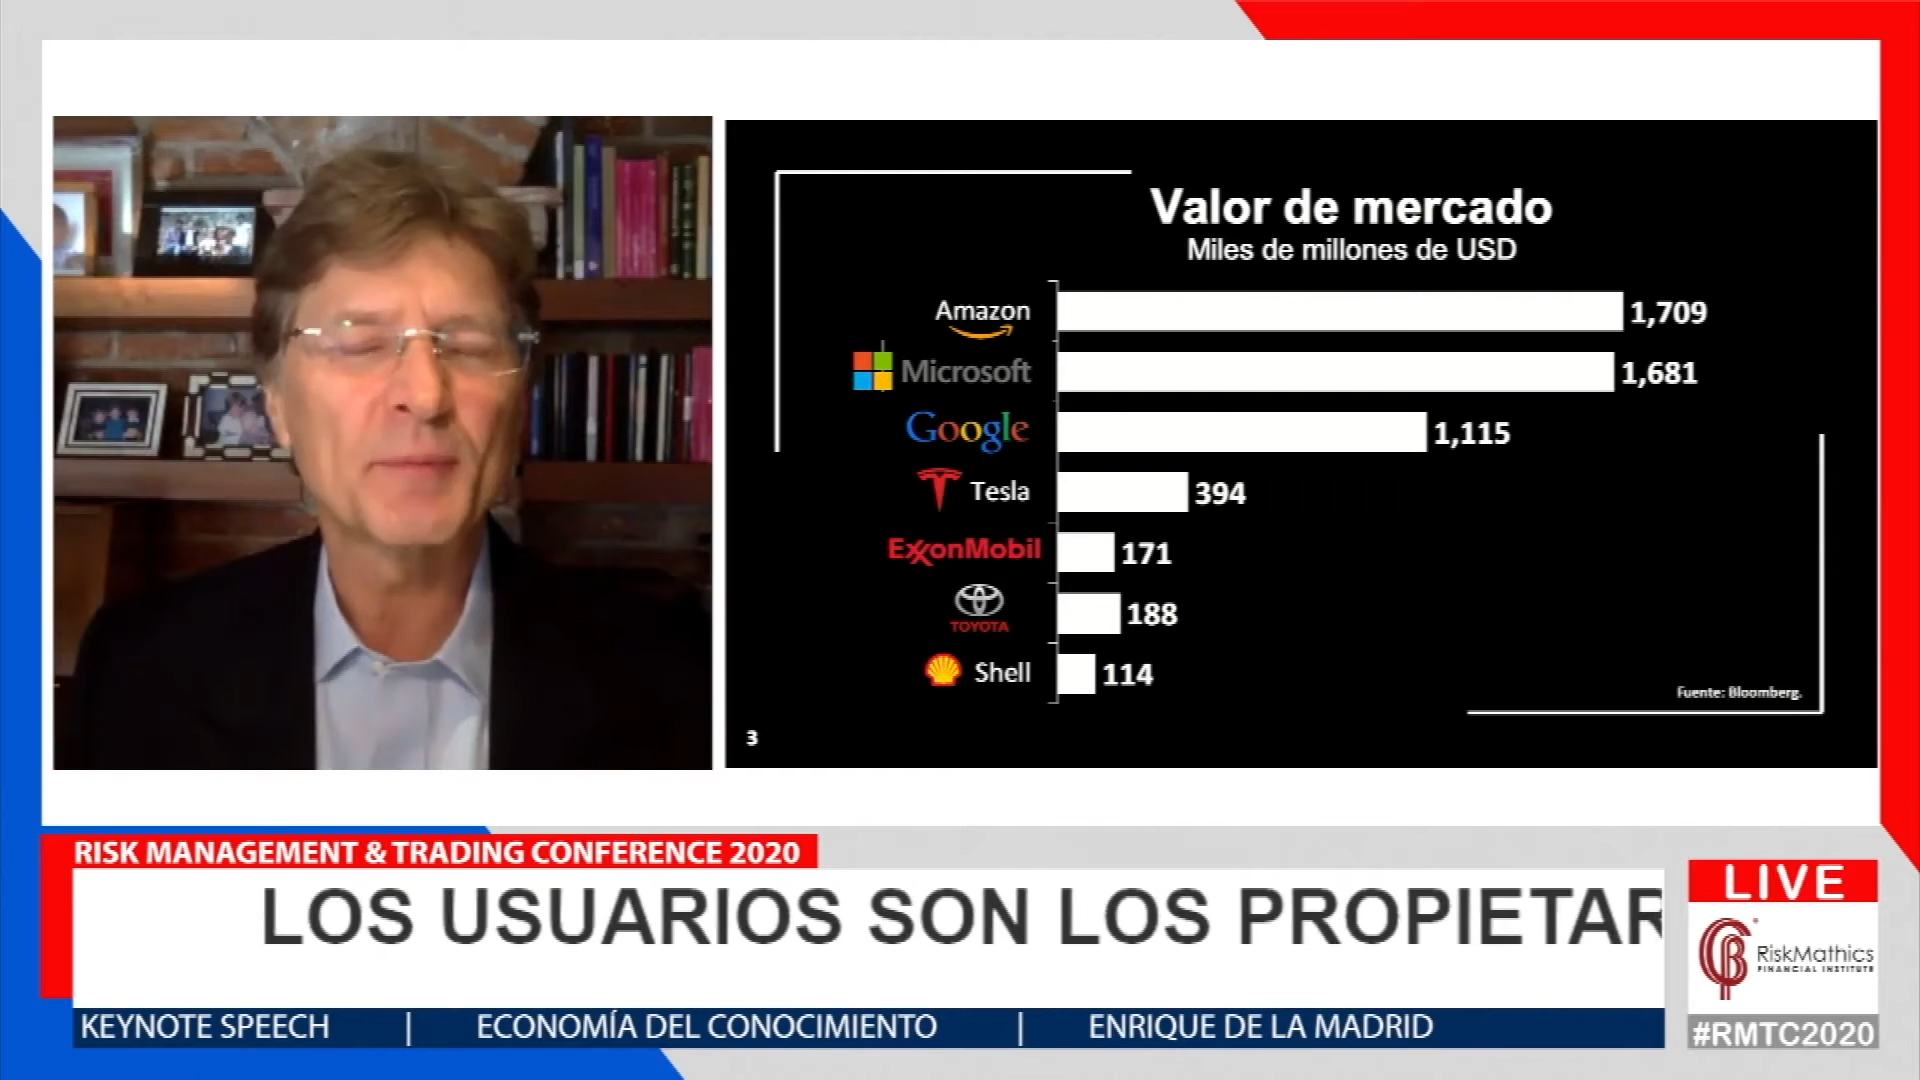 Valor de mercado
Miles de millones de USD
Amazon 1,709
Microsoft 1,681
Google 1,115
Tesla 394
ExxonMobil 171
TOYOTA 188
Shell 114
Fuente: Bloomberg.
3
RISK MANAGEMENT & TRADING CONFERENCE 2020
LOS USUARIOS SON LOS PROPIETAR
KEYNOTE SPEECH | ECONOMÍA DEL CONOCIMIENTO | ENRIQUE DE LA MADRID
LIVE
RiskMathics
FINANCIAL INSTITUTE
#RMTC2020